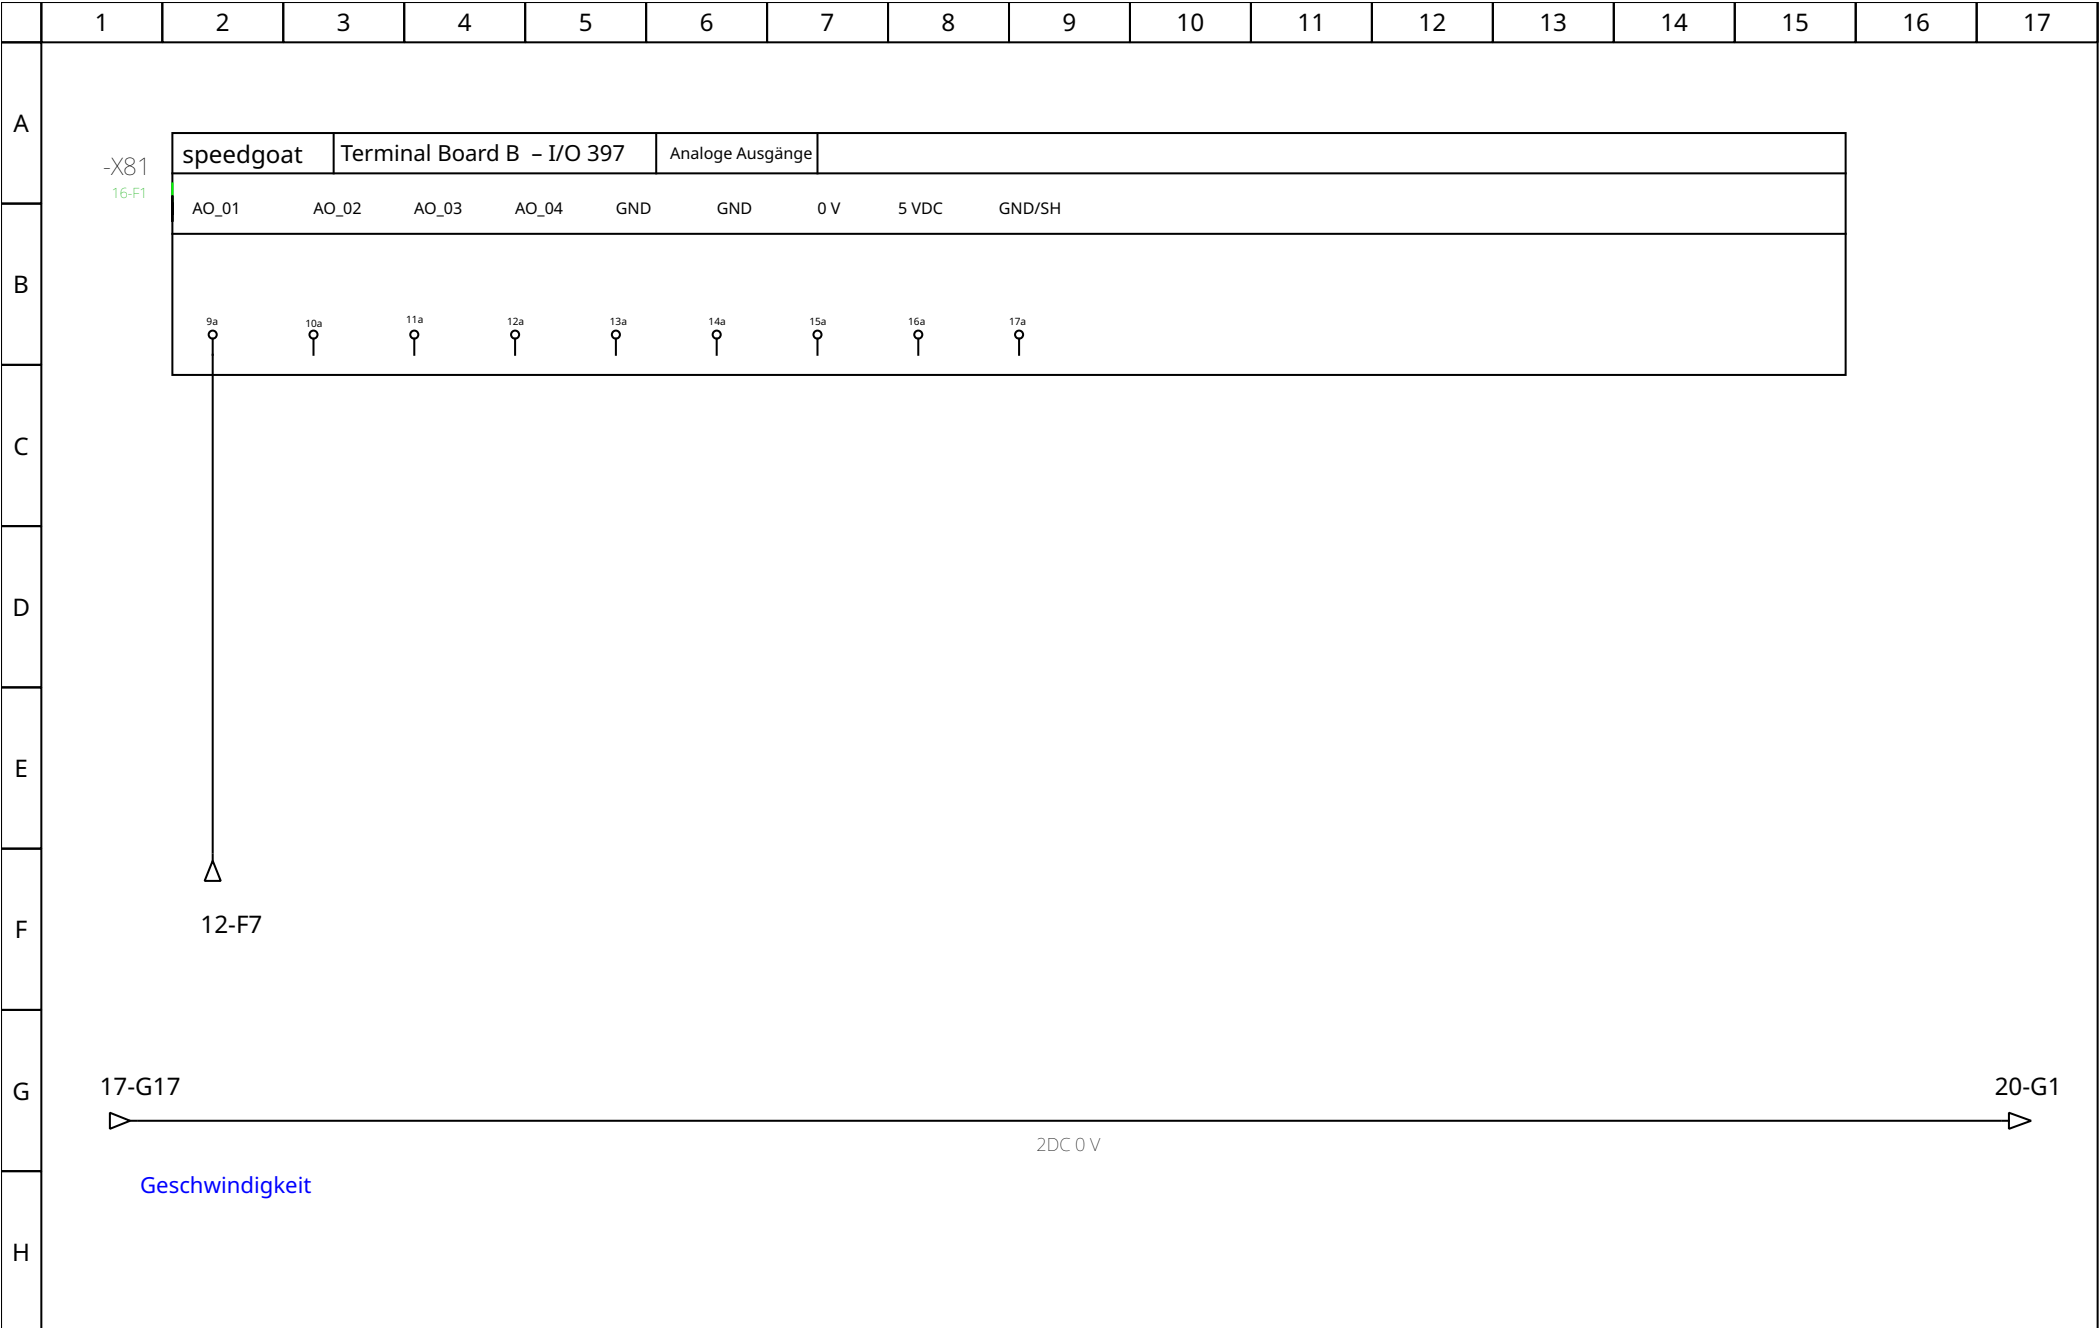 1 2 3 4 5 6 7 8 9 10 11 12 13 14 15 16 17
A
speedgoat Terminal Board B – I/O 397 Analoge Ausgänge
-X81
16-F1
AO_01 AO_02 AO_03 AO_04 GND GND 0 V 5 VDC GND/SH
B
9a 10a 11a 12a 13a 14a 15a 16a 17a
C
D
E
F
12-F7
17-G17 20-G1
G
2DC 0 V
Geschwindigkeit
H